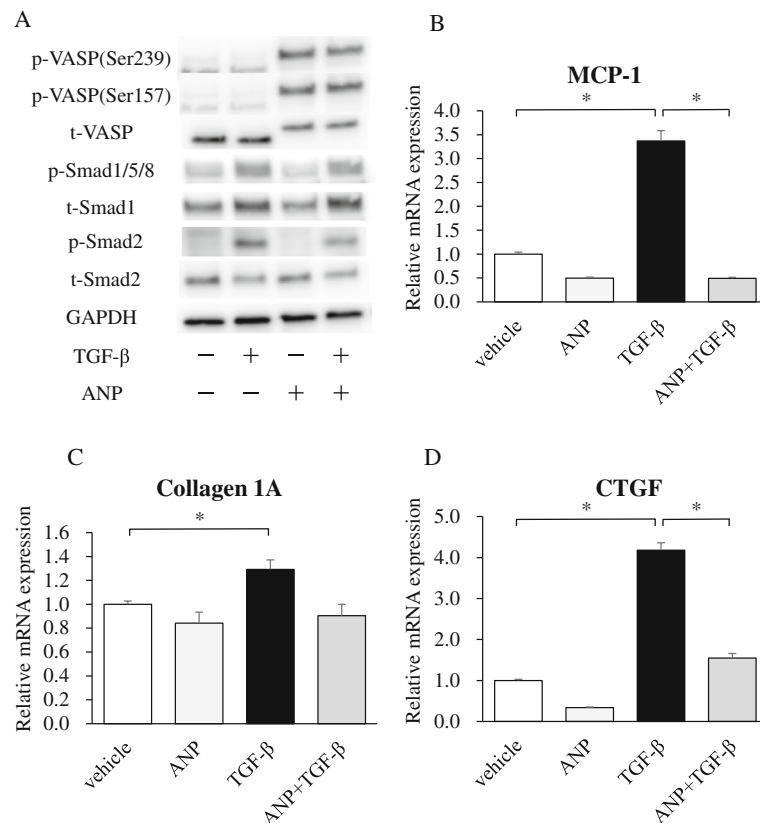 A
p-VASP(Ser239)
p-VASP(Ser157)
t-VASP
p-Smad1/5/8
t-Smad1
p-Smad2
t-Smad2
GAPDH
TGF-β − + − +
ANP − − + +
B
MCP-1
* *
Relative mRNA expression
4.0
3.5
3.0
2.5
2.0
1.5
1.0
0.5
0.0
vehicle ANP TGF-β ANP+TGF-β
C
Collagen 1A
*
Relative mRNA expression
1.6
1.4
1.2
1.0
0.8
0.6
0.4
0.2
0.0
vehicle ANP TGF-β ANP+TGF-β
D
CTGF
* *
Relative mRNA expression
5.0
4.0
3.0
2.0
1.0
0.0
vehicle ANP TGF-β ANP+TGF-β